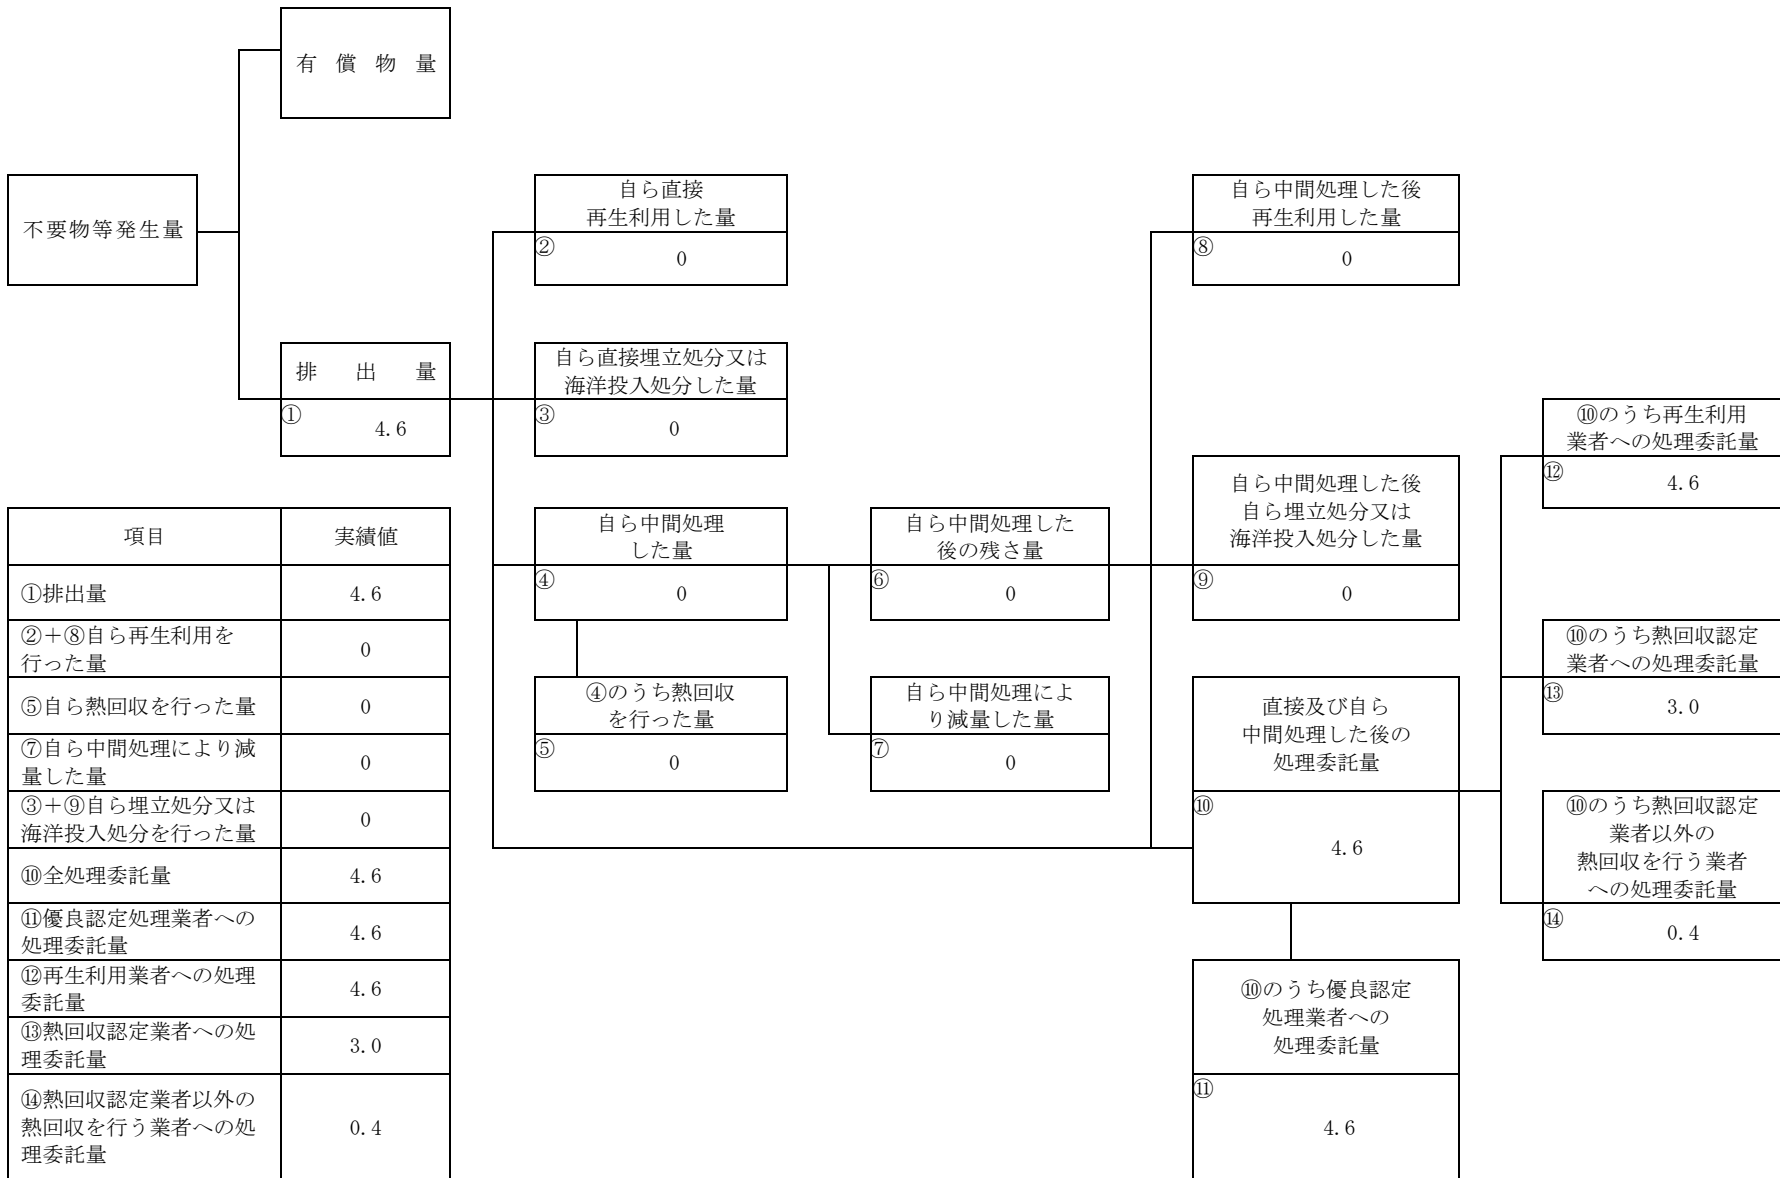 有償物量
不要物等発生量
自ら直接
再生利用した量
②
0
自ら中間処理した後
再生利用した量
⑧
0
排出量
①
4.6
自ら直接埋立処分又は
海洋投入処分した量
③
0
⑩のうち再生利用
業者への処理委託量
⑫
4.6
自ら中間処理
した量
④
0
自ら中間処理した
後の残さ量
⑥
0
自ら中間処理した後
自ら埋立処分又は
海洋投入処分した量
⑨
0
⑩のうち熱回収認定
業者への処理委託量
⑬
3.0
④のうち熱回収
を行った量
⑤
0
自ら中間処理によ
り減量した量
⑦
0
直接及び自ら
中間処理した後の
処理委託量
⑩
4.6
⑩のうち熱回収認定
業者以外の
熱回収を行う業者
への処理委託量
⑭
0.4
⑩のうち優良認定
処理業者への
処理委託量
⑪
4.6
項目 実績値
①排出量 4.6
②+⑧自ら再生利用を
行った量 0
⑤自ら熱回収を行った量 0
⑦自ら中間処理により減
量した量 0
③+⑨自ら埋立処分又は
海洋投入処分を行った量 0
⑩全処理委託量 4.6
⑪優良認定処理業者への
処理委託量 4.6
⑫再生利用業者への処理
委託量 4.6
⑬熱回収認定業者への処
理委託量 3.0
⑭熱回収認定業者以外の
熱回収を行う業者への処 0.4
理委託量